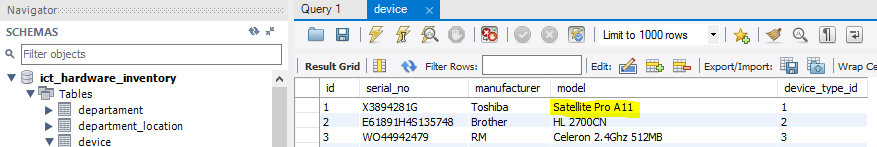 Navigator
SCHEMAS
Filter objects
ict_hardware_inventory
Tables
departament
department_location
device
Query 1
device
Limit to 1000 rows
Result Grid
Filter Rows:
Edit:
Export/Import:
Wrap Ce
id serial_no manufacturer model device_type_id
1 X3894281G Toshiba Satellite Pro A11 1
2 E61891H4S135748 Brother HL 2700CN 2
3 WO44942479 RM Celeron 2.4Ghz 512MB 3